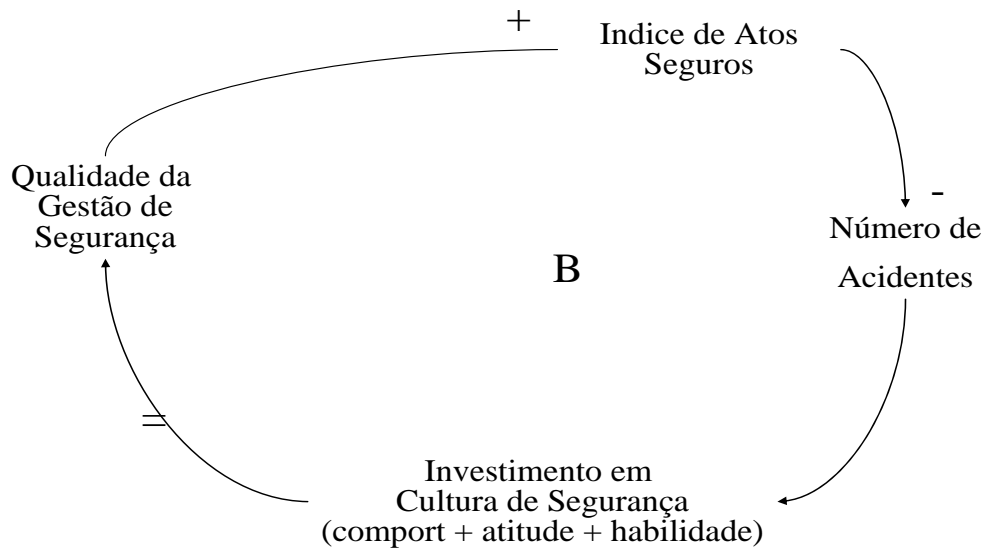 +
Indice de Atos
Seguros
Qualidade da
Gestão de
Segurança
-
Número de
Acidentes
B
=
Investimento em
Cultura de Segurança
(comport + atitude + habilidade)